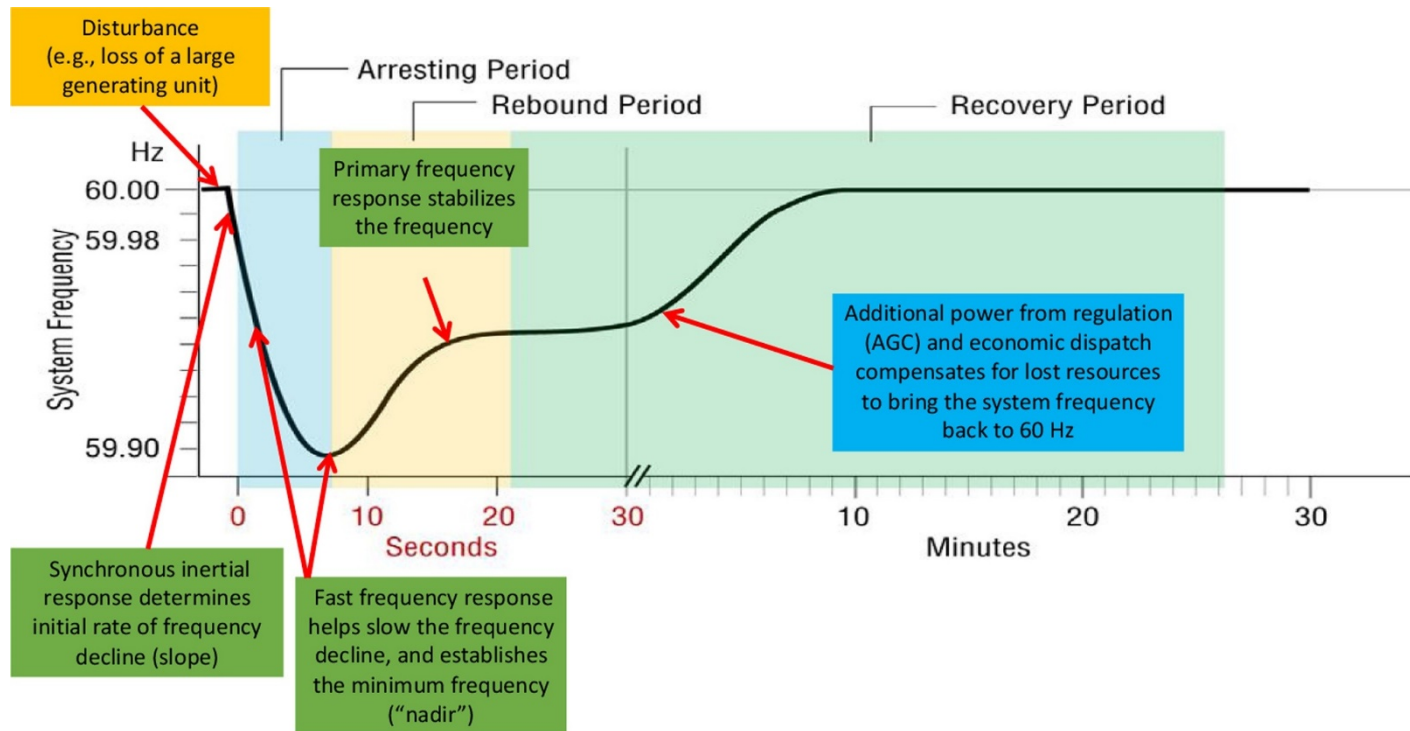 Disturbance
(e.g., loss of a large
generating unit)
Arresting Period
Rebound Period
Recovery Period
Hz
Primary frequency
response stabilizes
the frequency
60.00
59.98
59.90
System Frequency
Additional power from regulation
(AGC) and economic dispatch
compensates for lost resources
to bring the system frequency
back to 60 Hz
0 10 20 30 10 20 30
Seconds Minutes
Synchronous inertial
response determines
initial rate of frequency
decline (slope)
Fast frequency response
helps slow the frequency
decline, and establishes
the minimum frequency
(“nadir”)